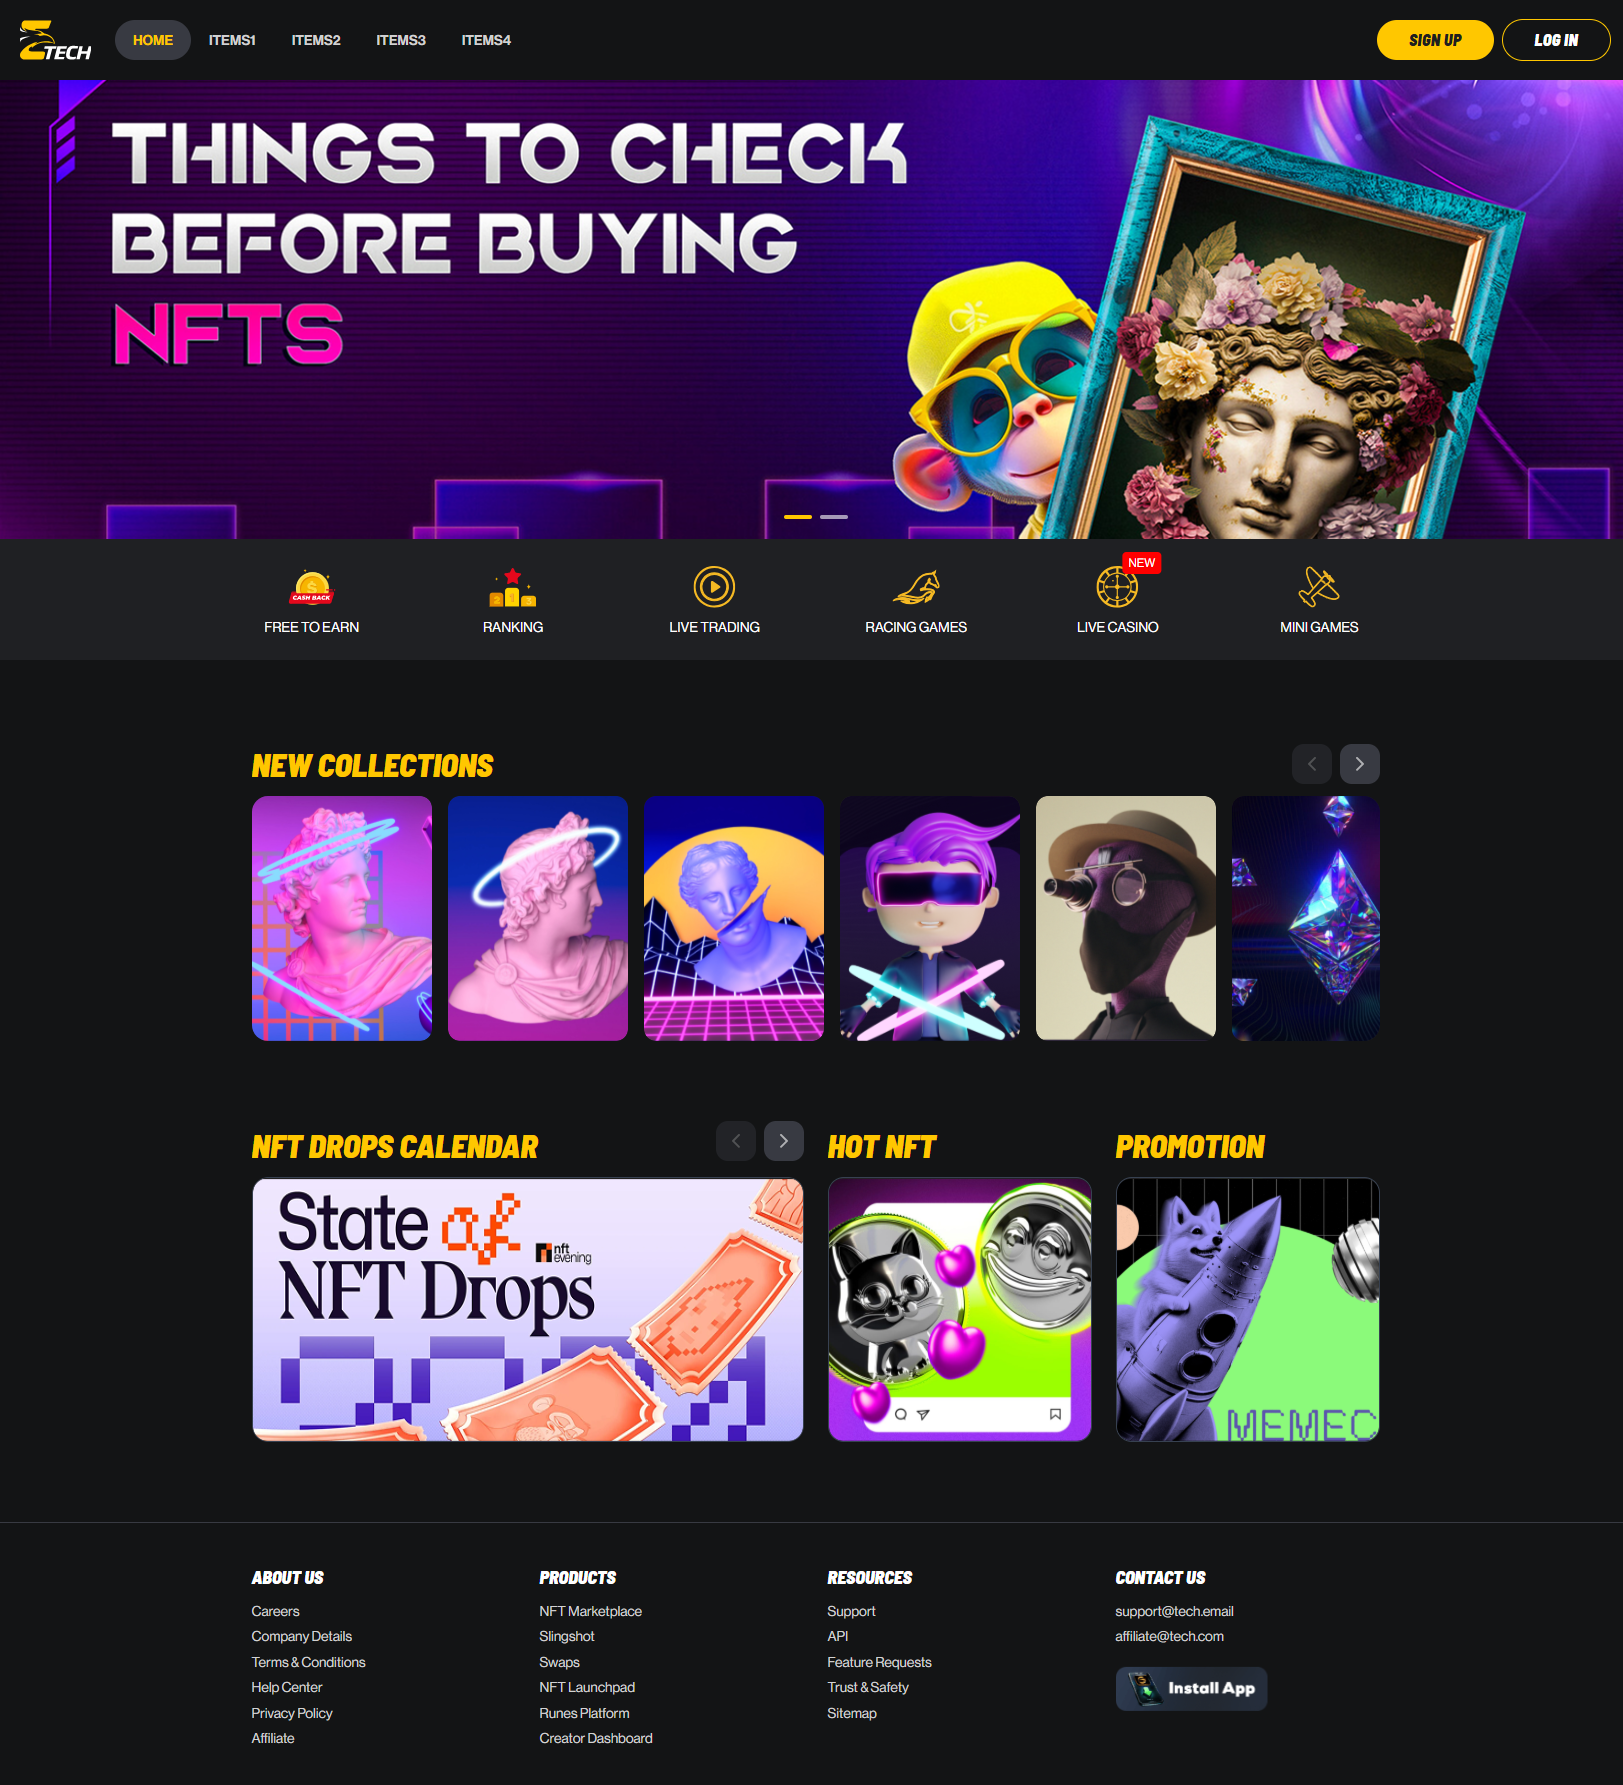 TECH
HOME
ITEMS1
ITEMS2
ITEMS3
ITEMS4
SIGN UP
LOG IN
THINGS TO CHECK
BEFORE BUYING
NFTS
CASH BACK
FREE TO EARN
2 1 3
RANKING
LIVE TRADING
RACING GAMES
NEW
LIVE CASINO
MINI GAMES
NEW COLLECTIONS
NFT DROPS CALENDAR
State of
nft
evening
NFT Drops
HOT NFT
PROMOTION
MEMEC
ABOUT US
Careers
Company Details
Terms & Conditions
Help Center
Privacy Policy
Affiliate
PRODUCTS
NFT Marketplace
Slingshot
Swaps
NFT Launchpad
Runes Platform
Creator Dashboard
RESOURCES
Support
API
Feature Requests
Trust & Safety
Sitemap
CONTACT US
support@tech.email
affiliate@tech.com
Install App